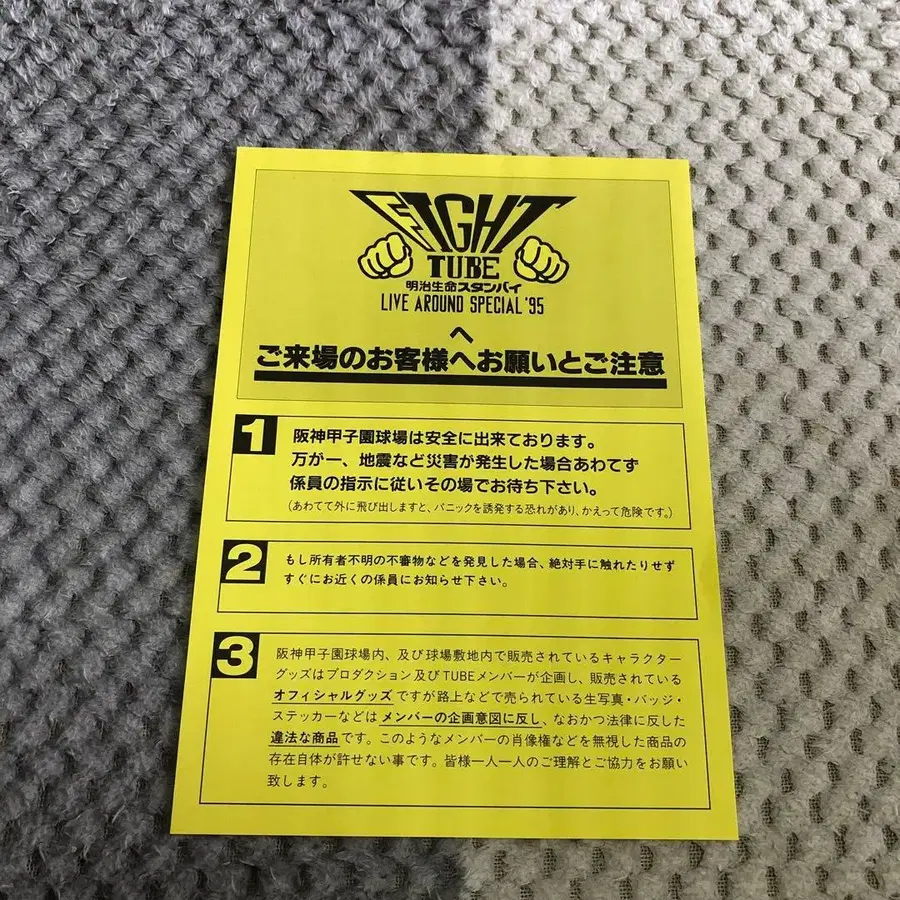 FIGHT
TUBE
明治生命スタンバイ
LIVE AROUND SPECIAL '95
へ
ご来場のお客様へお願いとご注意
1
阪神甲子園球場は安全に出来ております。
万が一、地震など災害が発生した場合あわてず
係員の指示に従いその場でお待ち下さい。
(あわてて外に飛び出しますと、パニックを誘発する恐れがあり、かえって危険です。)
2
もし所有者不明の不審物などを発見した場合、絶対手に触れたりせず
すぐにお近くの係員にお知らせ下さい。
3
阪神甲子園球場内、及び球場敷地内で販売されているキャラクター
グッズはプロダクション及びTUBEメンバーが企画し、販売されている
オフィシャルグッズですが路上などで売られている生写真・バッジ・
ステッカーなどはメンバーの企画意図に反し、なおかつ法律に反した
違法な商品です。このようなメンバーの肖像権などを無視した商品の
存在自体が許せない事です。皆様一人一人のご理解とご協力をお願い
致します。